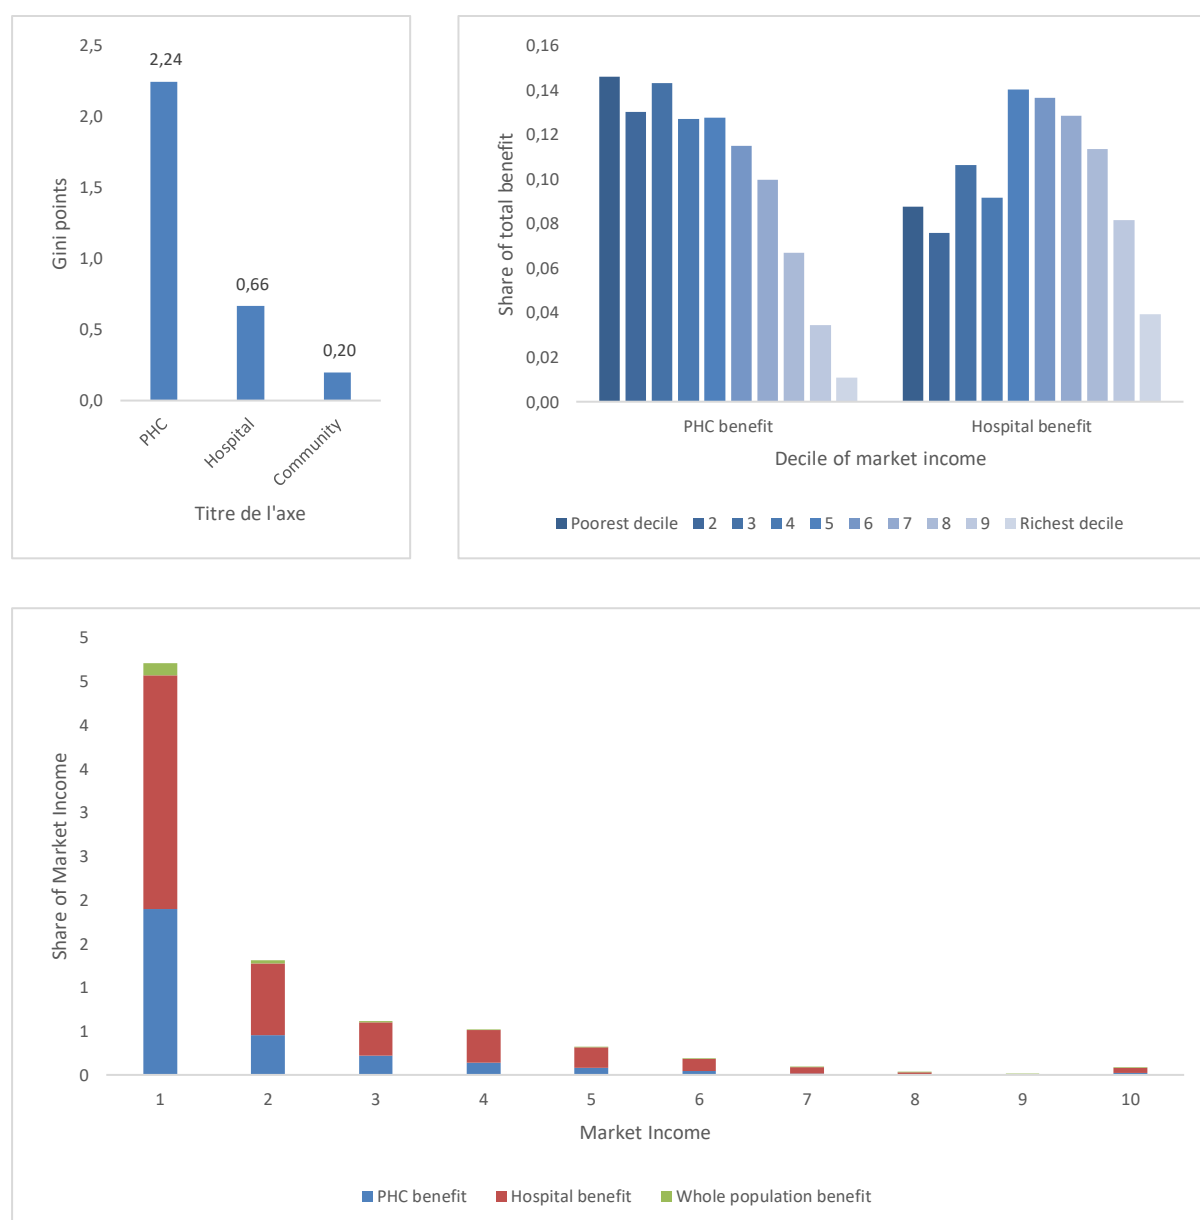 2,5
2,0
1,5
1,0
0,5
0,0
Gini points
2,24
0,66
0,20
PHC
Hospital
Community
Titre de l'axe
0,16
0,14
0,12
0,10
0,08
0,06
0,04
0,02
0,00
Share of total benefit
PHC benefit Hospital benefit
Decile of market income
Poorest decile 2 3 4 5 6 7 8 9 Richest decile
5
5
4
4
3
3
2
2
1
1
0
Share of Market Income
1 2 3 4 5 6 7 8 9 10
Market Income
PHC benefit Hospital benefit Whole population benefit